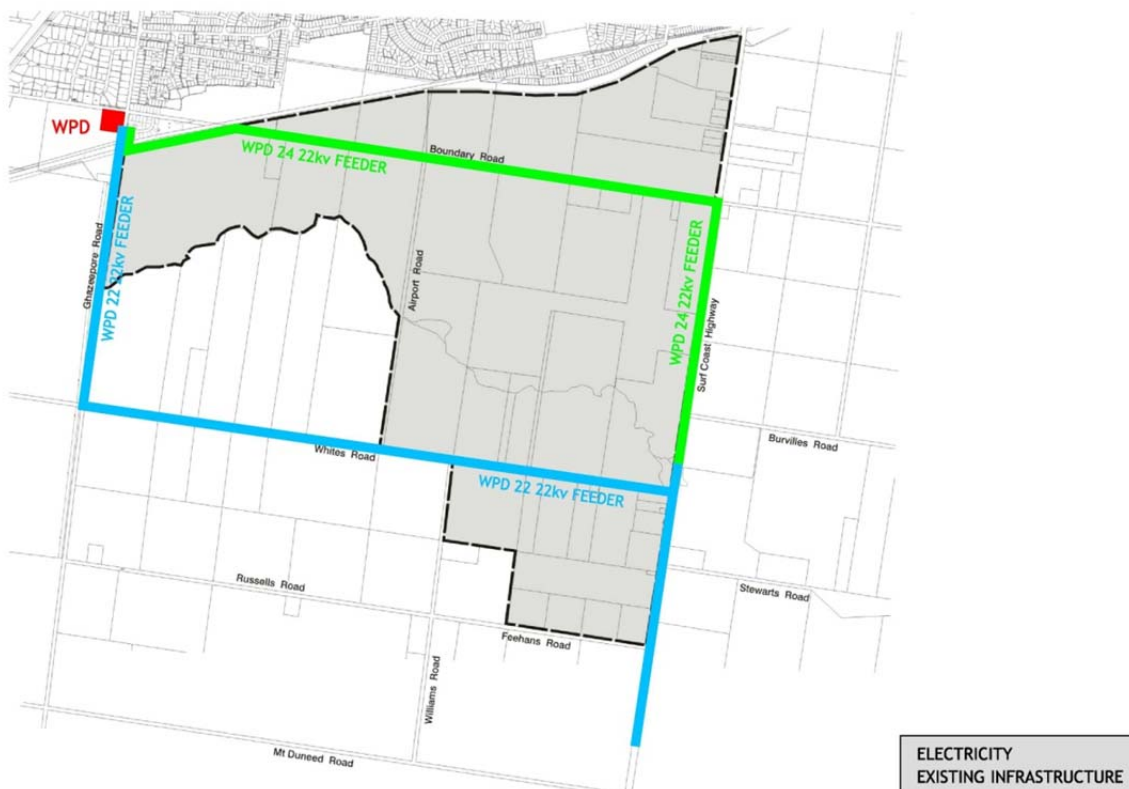 WPD
WPD 24 22kv FEEDER
Boundary Road
Ghazeepore Road
WPD 22 22kv FEEDER
Airport Road
WPD 24 22kv FEEDER
Surf Coast Highway
Burvilles Road
Whites Road
WPD 22 22kv FEEDER
Russells Road
Stewarts Road
Feehans Road
Williams Road
Mt Duneed Road
ELECTRICITY
EXISTING INFRASTRUCTURE